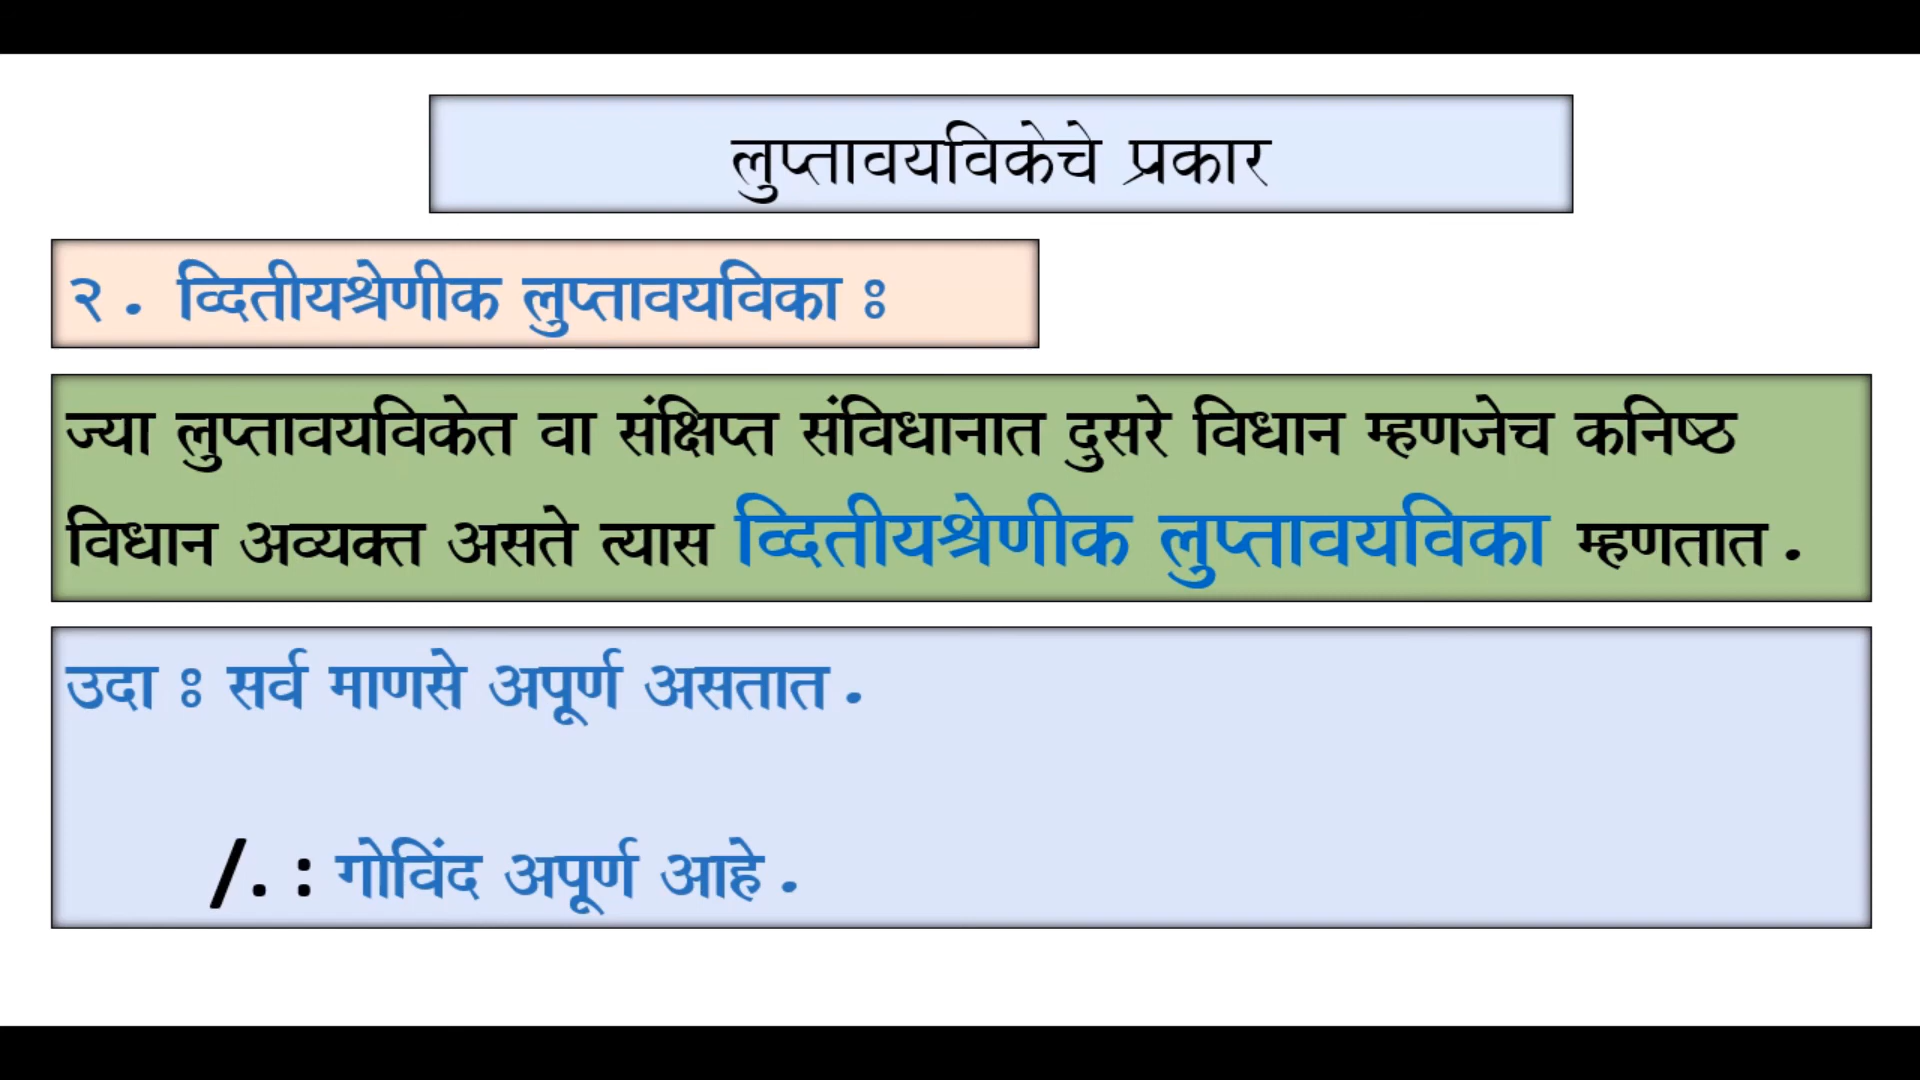 लुप्तावयविकेचे प्रकार
२. व्दितीयश्रेणीक लुप्तावयविका :
ज्या लुप्तावयविकेत वा संक्षिप्त संविधानात दुसरे विधान म्हणजेच कनिष्ठ
विधान अव्यक्त असते त्यास व्दितीयश्रेणीक लुप्तावयविका म्हणतात.
उदा : सर्व माणसे अपूर्ण असतात.
/. : गोविंद अपूर्ण आहे.